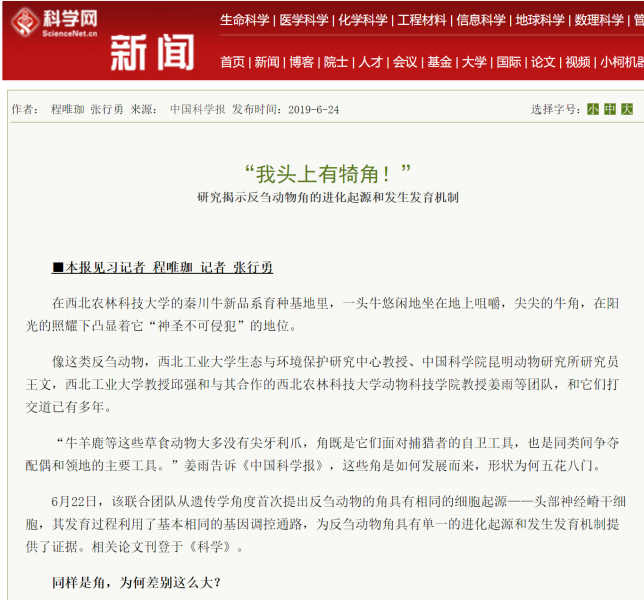 科学网
ScienceNet.cn
新闻
生命科学 | 医学科学 | 化学科学 | 工程材料 | 信息科学 | 地球科学 | 数理科学 | 管
首页 | 新闻 | 博客 | 院士 | 人才 | 会议 | 基金 | 大学 | 国际 | 论文 | 视频 | 小柯机器
作者： 程唯珈 张行勇 来源： 中国科学报 发布时间：2019-6-24 选择字号：小 中 大
“我头上有犄角！”
研究揭示反刍动物角的进化起源和发生发育机制
■本报见习记者 程唯珈 记者 张行勇
在西北农林科技大学的秦川牛新品系育种基地里，一头牛悠闲地坐在地上咀嚼，尖尖的牛角，在阳
光的照耀下凸显着它“神圣不可侵犯”的地位。
像这类反刍动物，西北工业大学生态与环境保护研究中心教授、中国科学院昆明动物研究所研究员
王文，西北工业大学教授邱强和与其合作的西北农林科技大学动物科技学院教授姜雨等团队，和它们打
交道已有多年。
“牛羊鹿等这些草食动物大多没有尖牙利爪，角既是它们面对捕猎者的自卫工具，也是同类间争夺
配偶和领地的主要工具。”姜雨告诉《中国科学报》，这些角是如何发展而来，形状为何五花八门。
6月22日，该联合团队从遗传学角度首次提出反刍动物的角具有相同的细胞起源——头部神经嵴干细
胞，其发育过程利用了基本相同的基因调控通路，为反刍动物角具有单一的进化起源和发生发育机制提
供了证据。相关论文刊登于《科学》。
同样是角，为何差别这么大？